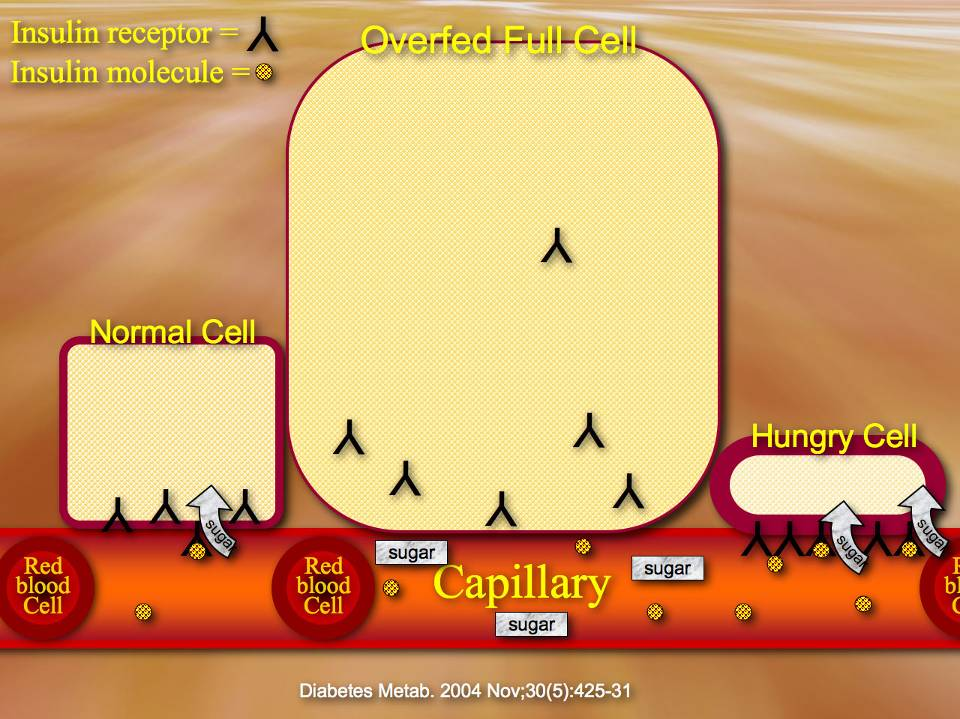 Insulin receptor =
Insulin molecule =
Overfed Full Cell
Normal Cell
Hungry Cell
sugar
sugar
sugar
sugar
Red
blood
Cell
Red
blood
Cell
sugar
Capillary
sugar
sugar
Diabetes Metab. 2004 Nov;30(5):425-31